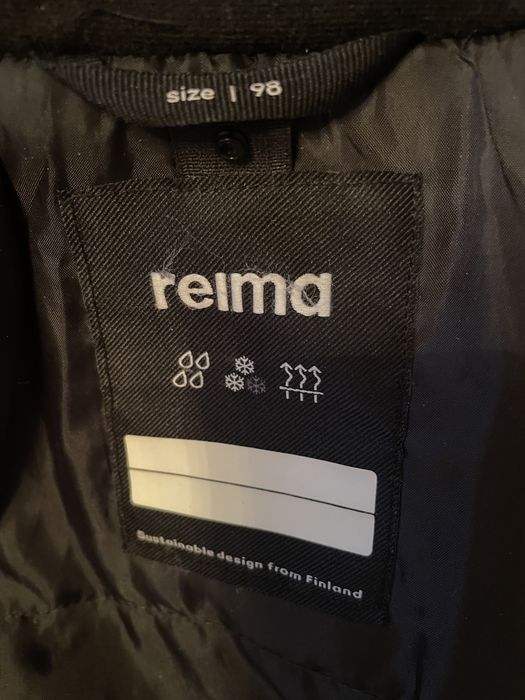 size | 98
reima
Sustainable design from Finland